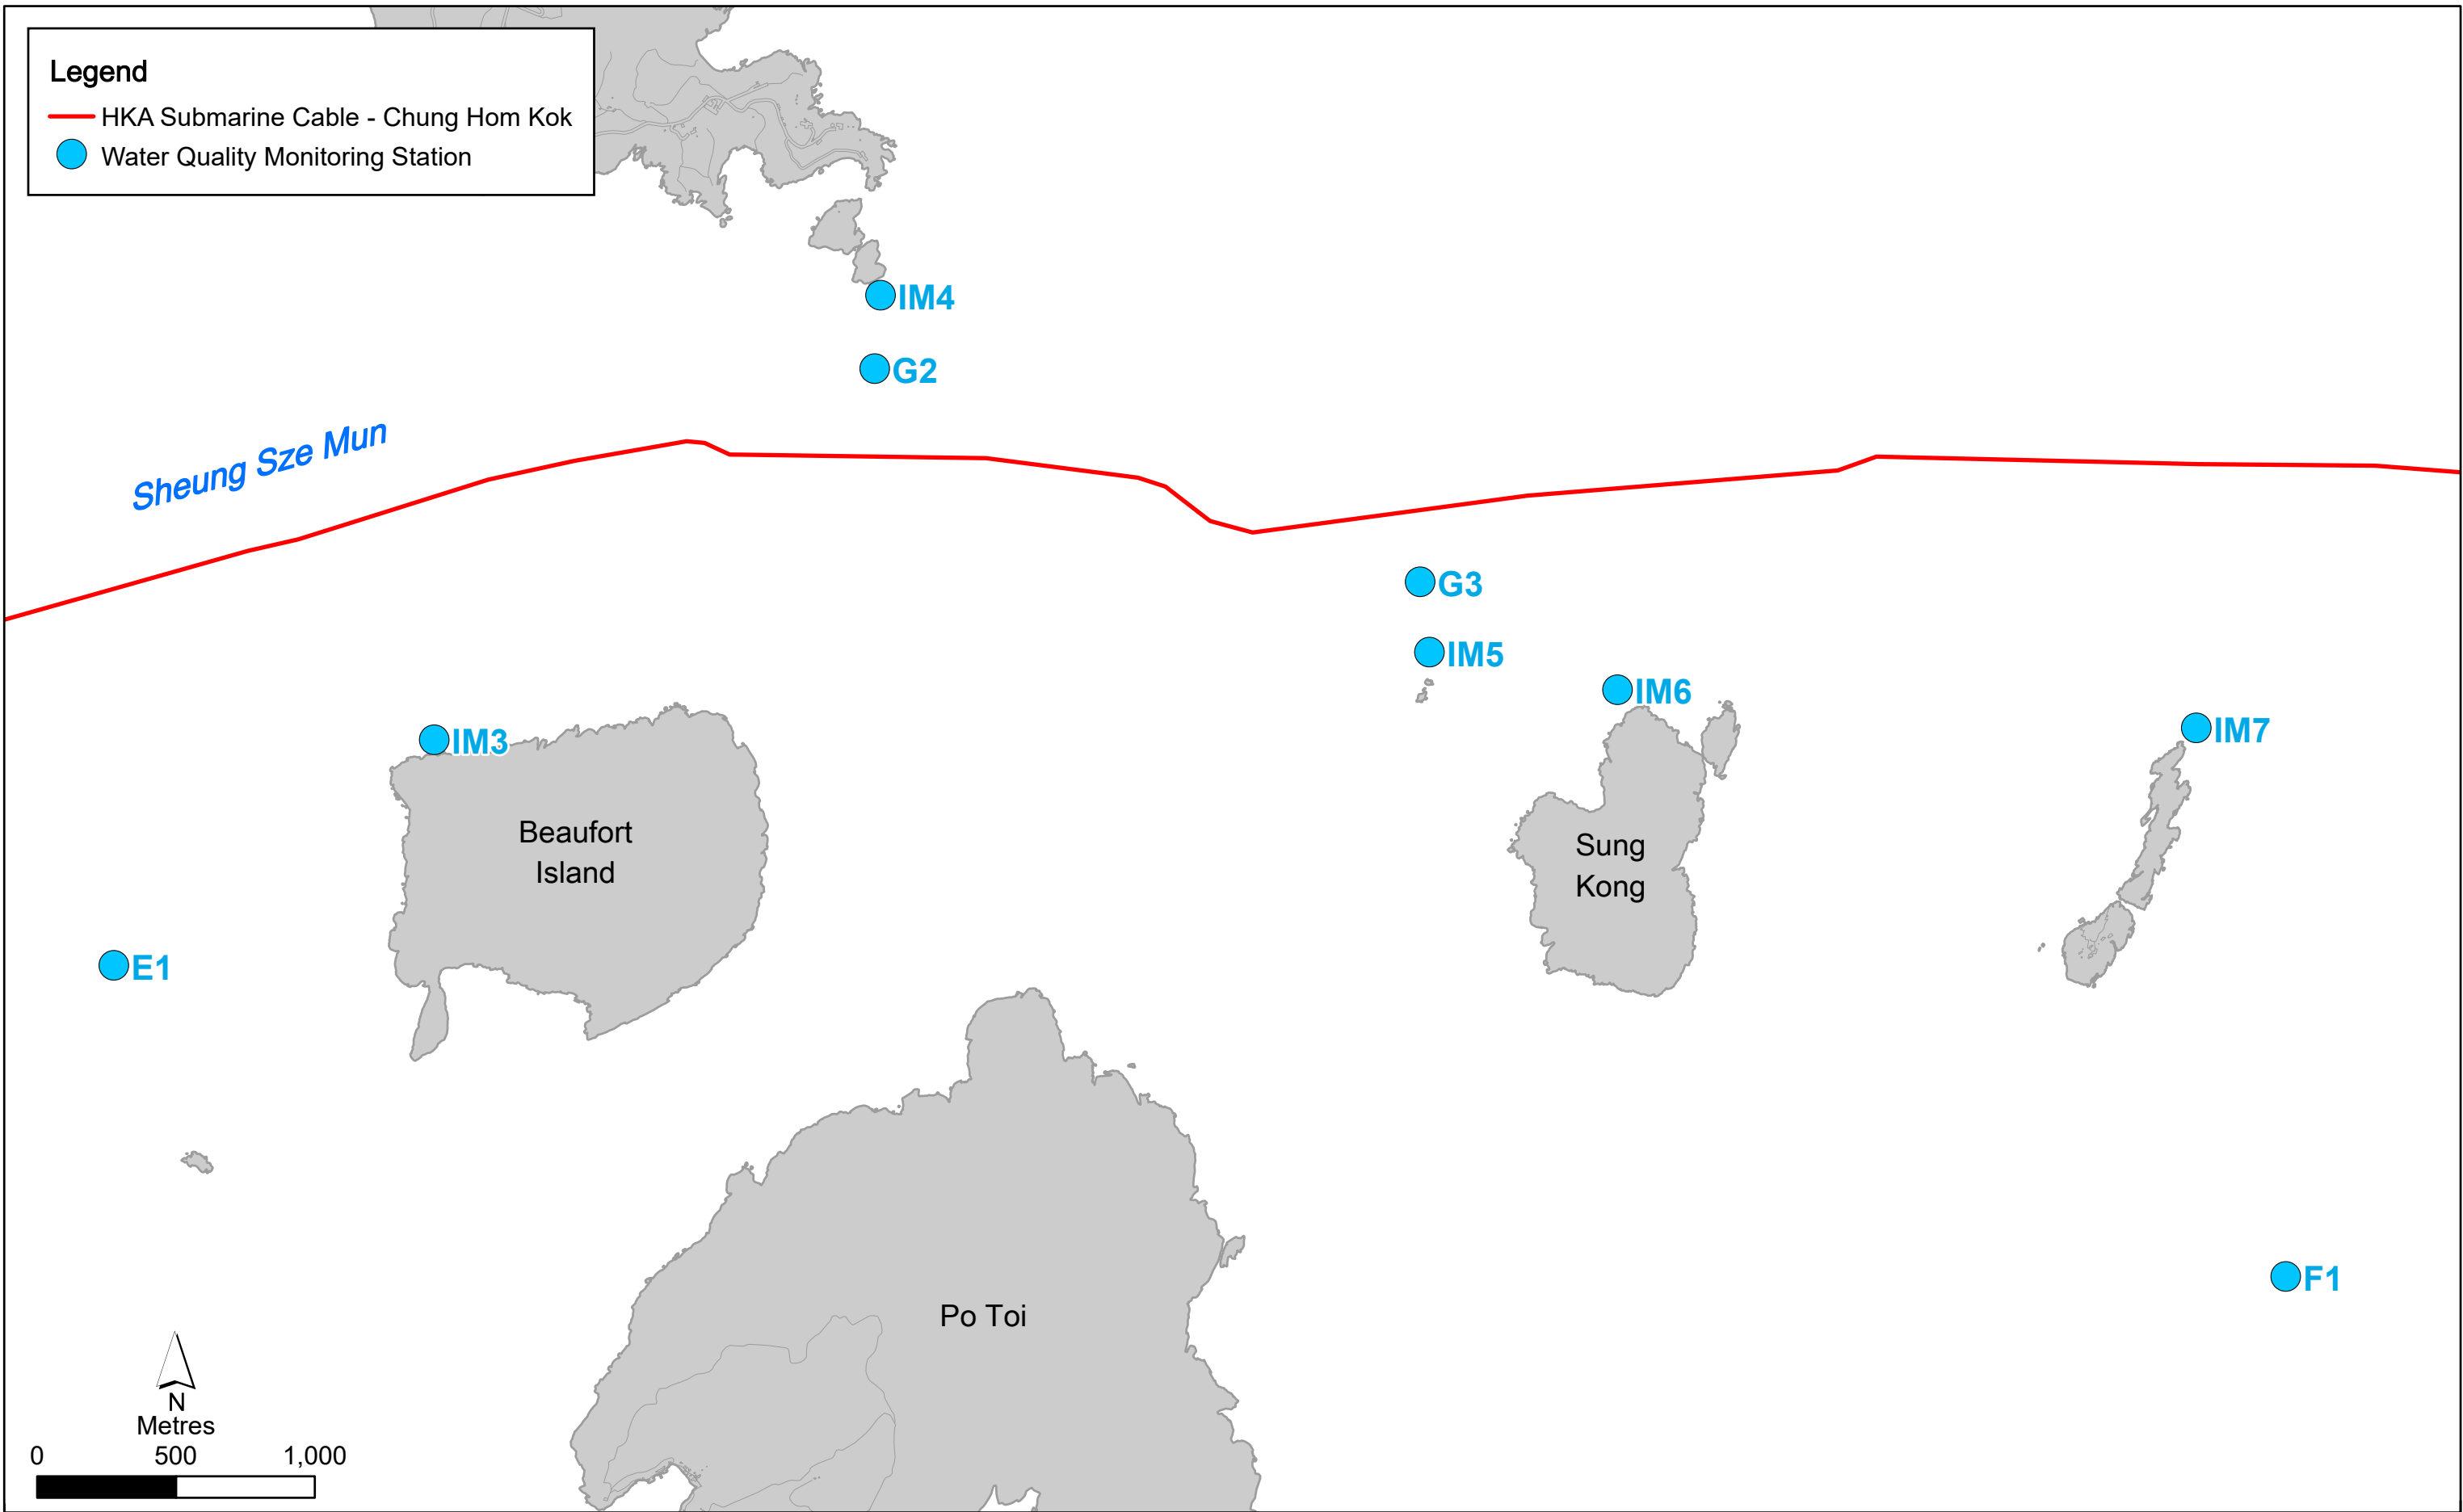 Legend
HKA Submarine Cable - Chung Hom Kok
Water Quality Monitoring Station
IM4
G2
Sheung Sze Mun
G3
IM5
IM6
IM7
IM3
Beaufort
Island
Sung
Kong
E1
F1
Po Toi
N
Metres
0 500 1,000